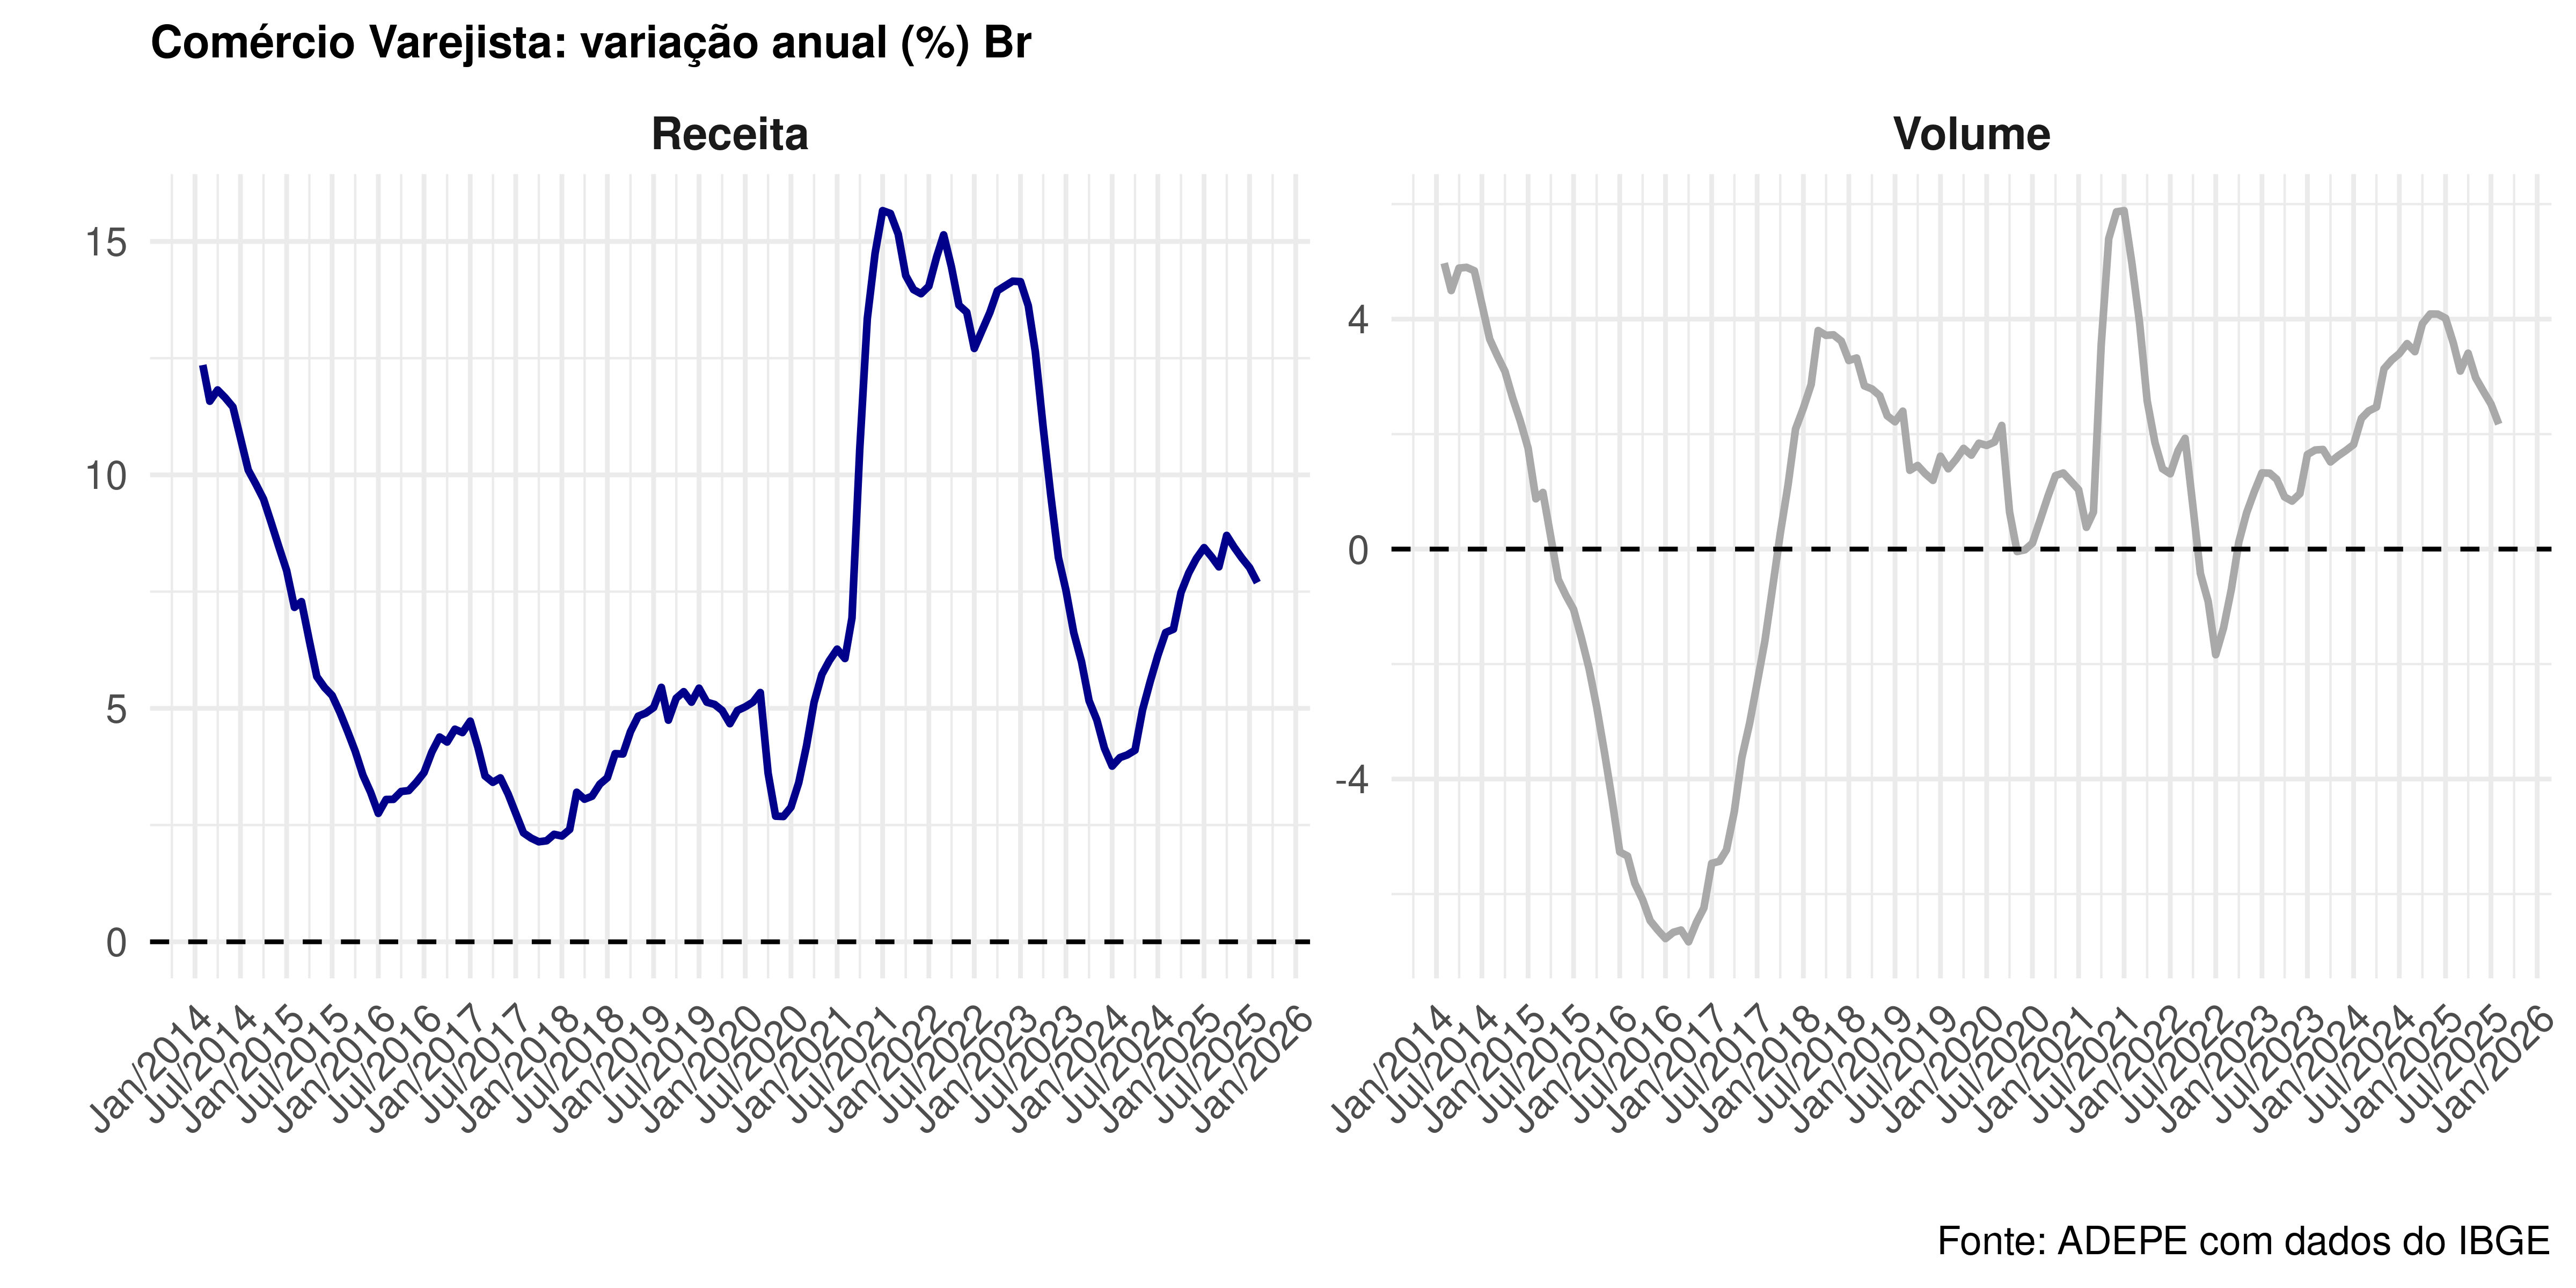 Comércio Varejista: variação anual (%) Br
Receita
Volume
15
10
5
0
4
0
-4
Jan/2014
Jul/2014
Jan/2015
Jul/2015
Jan/2016
Jul/2016
Jan/2017
Jul/2017
Jan/2018
Jul/2018
Jan/2019
Jul/2019
Jan/2020
Jul/2020
Jan/2021
Jul/2021
Jan/2022
Jul/2022
Jan/2023
Jul/2023
Jan/2024
Jul/2024
Jan/2025
Jul/2025
Jan/2026
Jan/2014
Jul/2014
Jan/2015
Jul/2015
Jan/2016
Jul/2016
Jan/2017
Jul/2017
Jan/2018
Jul/2018
Jan/2019
Jul/2019
Jan/2020
Jul/2020
Jan/2021
Jul/2021
Jan/2022
Jul/2022
Jan/2023
Jul/2023
Jan/2024
Jul/2024
Jan/2025
Jul/2025
Jan/2026
Fonte: ADEPE com dados do IBGE